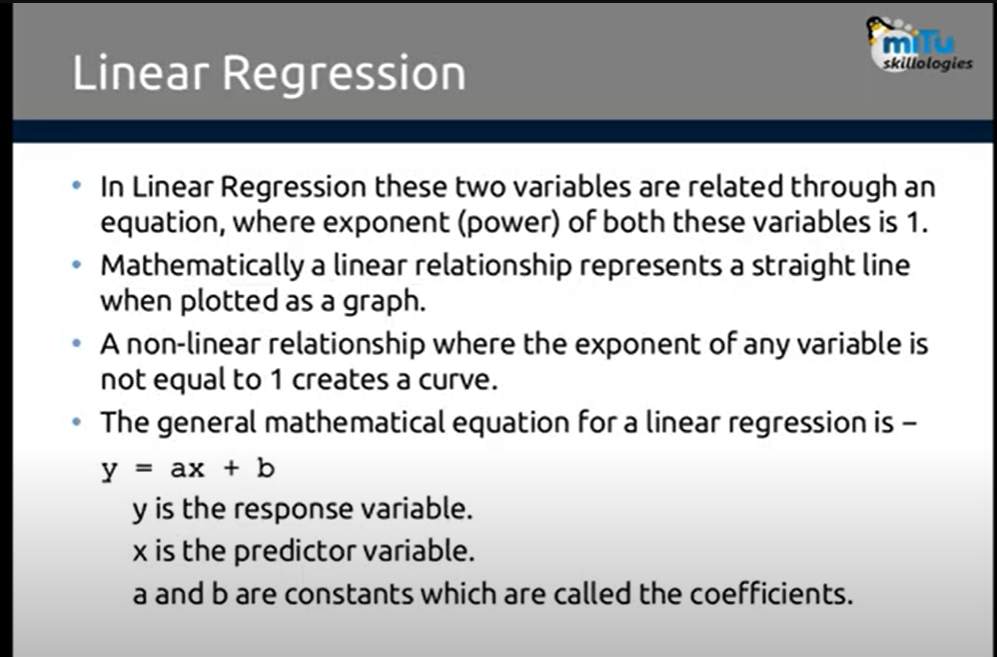 Linear Regression
miTu
skillologies
• In Linear Regression these two variables are related through an
equation, where exponent (power) of both these variables is 1.
• Mathematically a linear relationship represents a straight line
when plotted as a graph.
• A non-linear relationship where the exponent of any variable is
not equal to 1 creates a curve.
• The general mathematical equation for a linear regression is –
y = ax + b
y is the response variable.
x is the predictor variable.
a and b are constants which are called the coefficients.